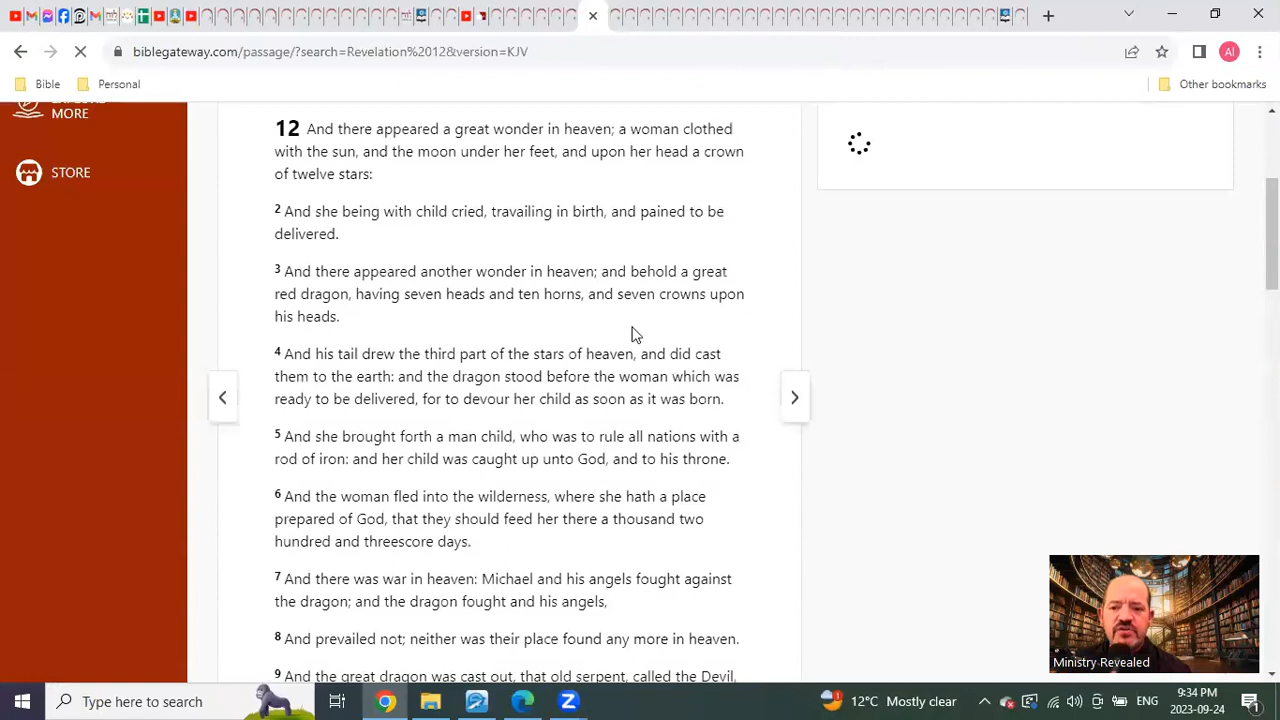 biblegateway.com/passage/?search=Revelation%2012&version=KJV
AI
Bible
Personal
Other bookmarks
MORE
STORE
12 And there appeared a great wonder in heaven; a woman clothed
with the sun, and the moon under her feet, and upon her head a crown
of twelve stars:
2 And she being with child cried, travailing in birth, and pained to be
delivered.
3 And there appeared another wonder in heaven; and behold a great
red dragon, having seven heads and ten horns, and seven crowns upon
his heads.
4 And his tail drew the third part of the stars of heaven, and did cast
them to the earth: and the dragon stood before the woman which was
ready to be delivered, for to devour her child as soon as it was born.
5 And she brought forth a man child, who was to rule all nations with a
rod of iron: and her child was caught up unto God, and to his throne.
6 And the woman fled into the wilderness, where she hath a place
prepared of God, that they should feed her there a thousand two
hundred and threescore days.
7 And there was war in heaven: Michael and his angels fought against
the dragon; and the dragon fought and his angels,
8 And prevailed not; neither was their place found any more in heaven.
9 And the great dragon was cast out, that old serpent, called the Devil,
Ministry Revealed
Type here to search
12°C Mostly clear
ENG
9:34 PM
2023-09-24